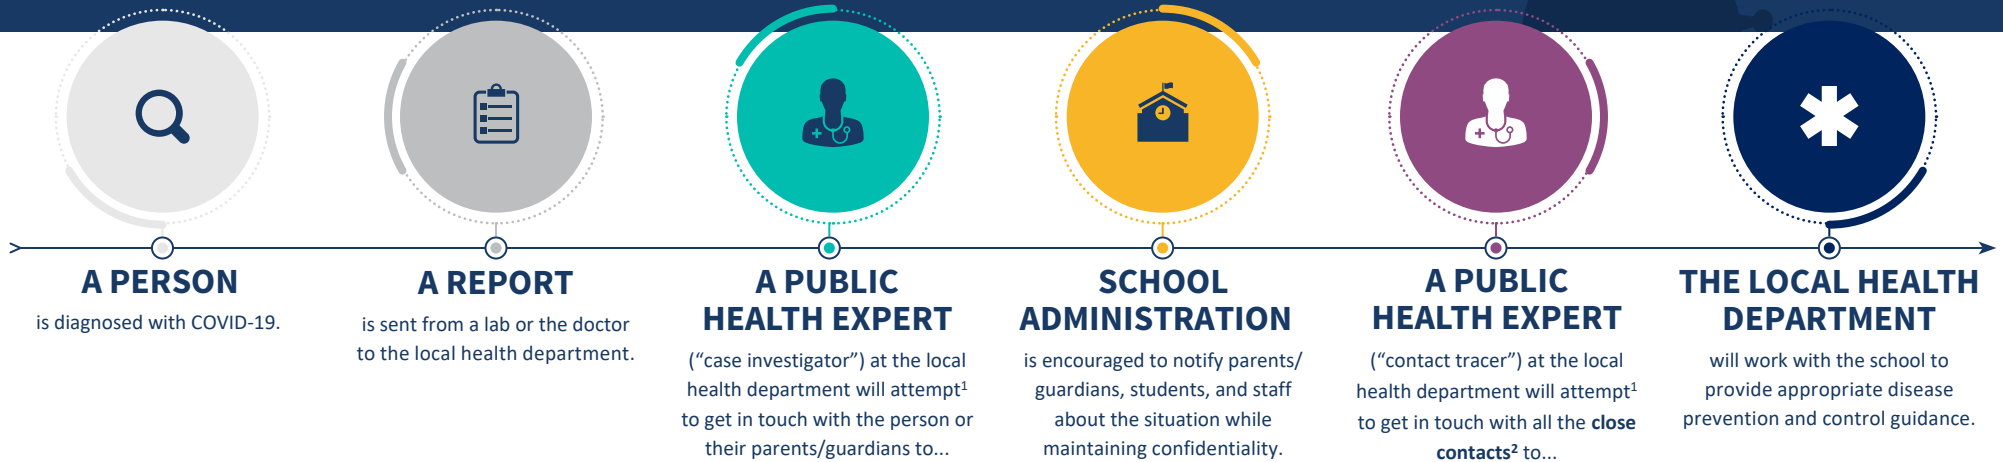 A PERSON
is diagnosed with COVID-19.
A REPORT
is sent from a lab or the doctor
to the local health department.
A PUBLIC
HEALTH EXPERT
(“case investigator”) at the local
health department will attempt¹
to get in touch with the person or
their parents/guardians to...
SCHOOL
ADMINISTRATION
is encouraged to notify parents/
guardians, students, and staff
about the situation while
maintaining confidentiality.
A PUBLIC
HEALTH EXPERT
(“contact tracer”) at the local
health department will attempt¹
to get in touch with all the close
contacts² to...
THE LOCAL HEALTH
DEPARTMENT
will work with the school to
provide appropriate disease
prevention and control guidance.